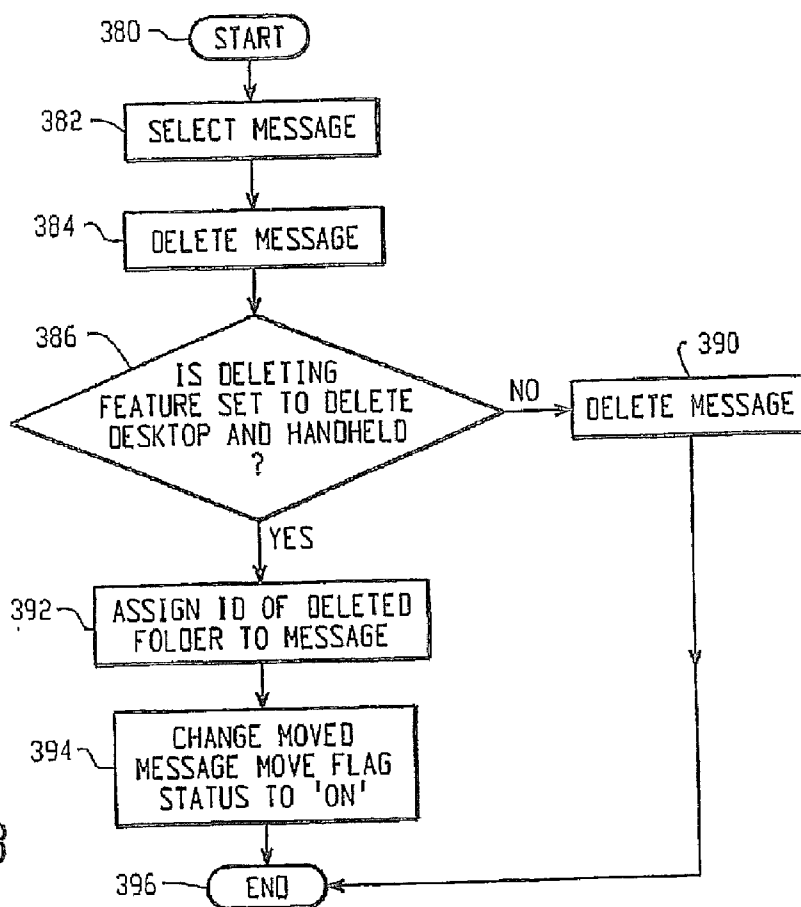 380
START
382
SELECT MESSAGE
384
DELETE MESSAGE
386
IS DELETING
FEATURE SET TO DELETE
DESKTOP AND HANDHELD
?
NO
390
DELETE MESSAGE
YES
392
ASSIGN ID OF DELETED
FOLDER TO MESSAGE
394
CHANGE MOVED
MESSAGE MOVE FLAG
STATUS TO 'ON'
396
END